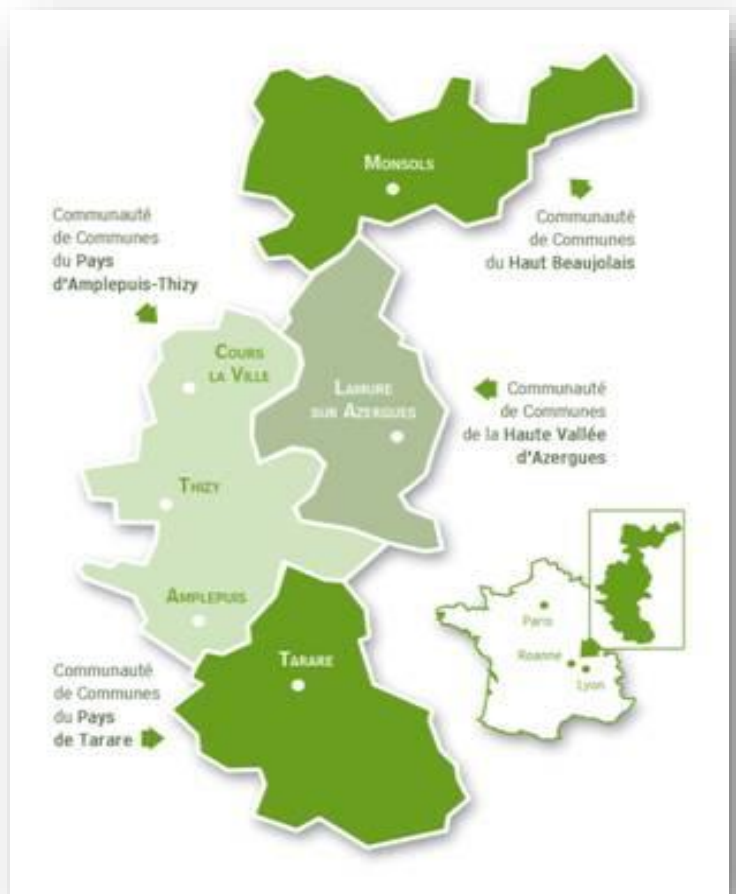 MONSOLS
Communauté
de Communes
du Pays
d'Amplepuis-Thizy
Communauté
de Communes
du Haut Beaujolais
COURS
LA VILLE
LAMURE
SUR AZERGUES
Communauté
de Communes
de la Haute Vallée
d'Azergues
THIZY
AMPLEPUIS
Paris
Roanne
Lyon
TARARE
Communauté
de Communes
du Pays
de Tarare